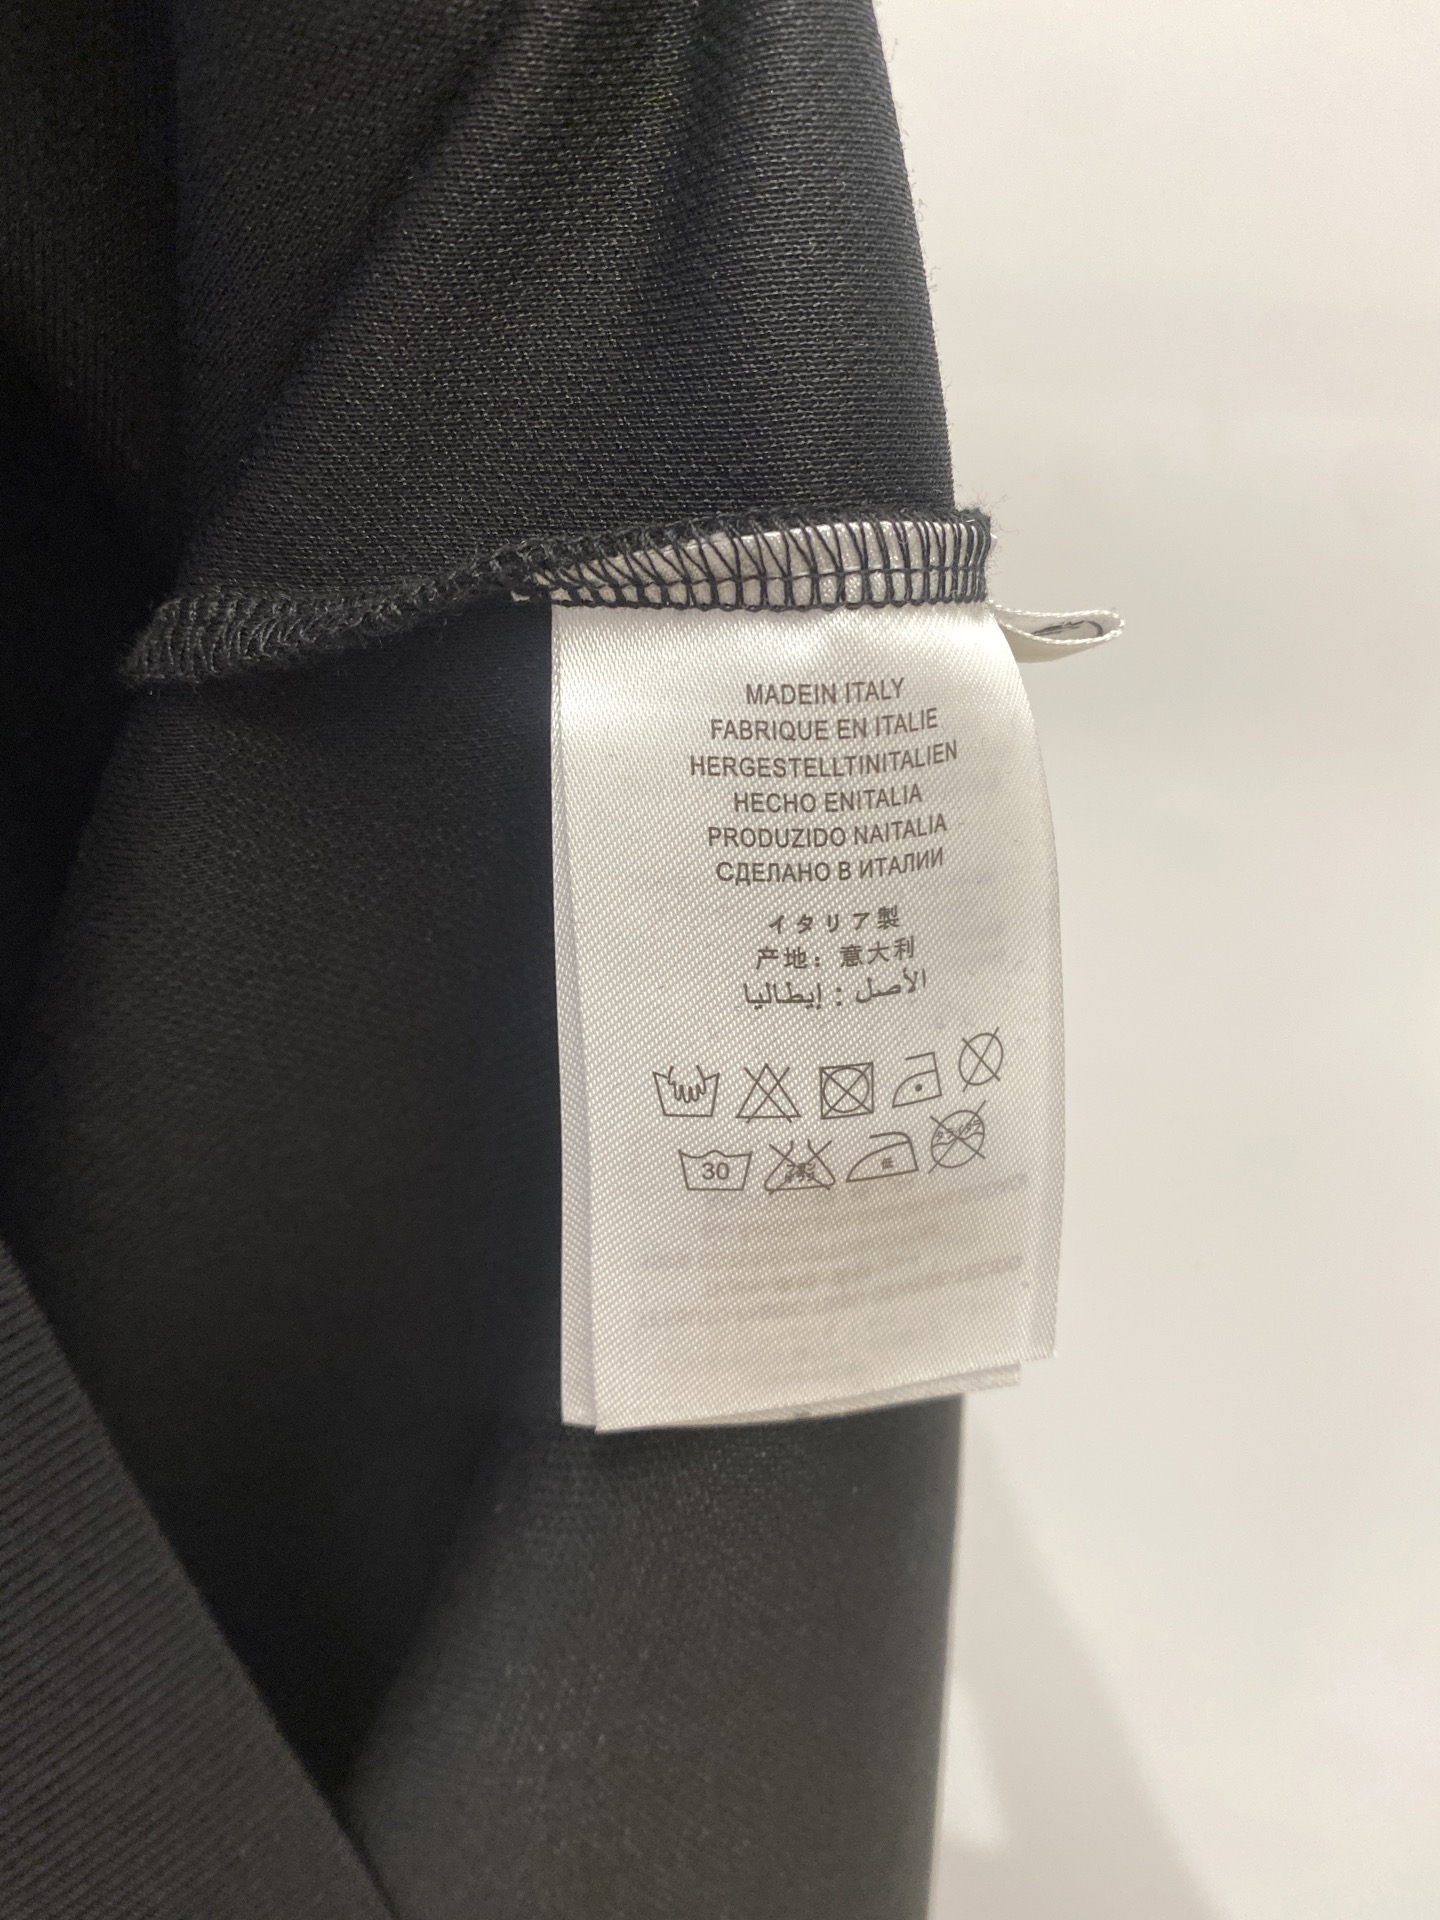 MADEIN ITALY
FABRIQUE EN ITALIE
HERGESTELLTINITALIEN
HECHO ENITALIA
PRODUZIDO NAITALIA
СДЕЛАНО В ИТАЛИИ
イタリア製
产地：意大利
الأصل : إيطاليا
30